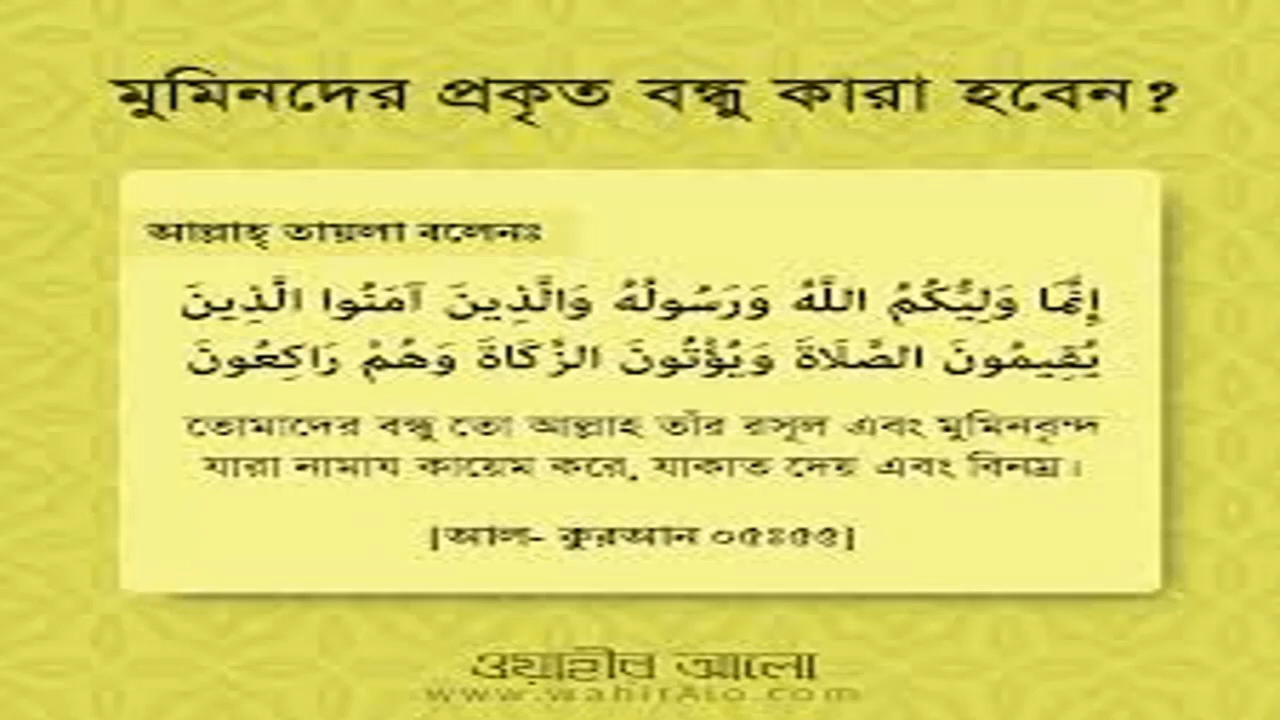 মুমিনদের প্রকৃত বন্ধু কারা হবেন?
আল্লাহ্ তায়লা বলেনঃ
إِنَّمَا وَلِيُّكُمُ اللَّهُ وَرَسُولُهُ وَالَّذِينَ آمَنُوا الَّذِينَ
يُقِيمُونَ الصَّلَاةَ وَيُؤْتُونَ الزَّكَاةَ وَهُمْ رَاكِعُونَ
তোমাদের বন্ধু তো আল্লাহ তাঁর রসূল এবং মুমিনবৃন্দ
যারা নামায কায়েম করে, যাকাত দেয় এবং বিনম্র।
[আল- কুরআন ০৫ঃ৫৫]
ওয়াহীর আলো
www.wahirAlo.com